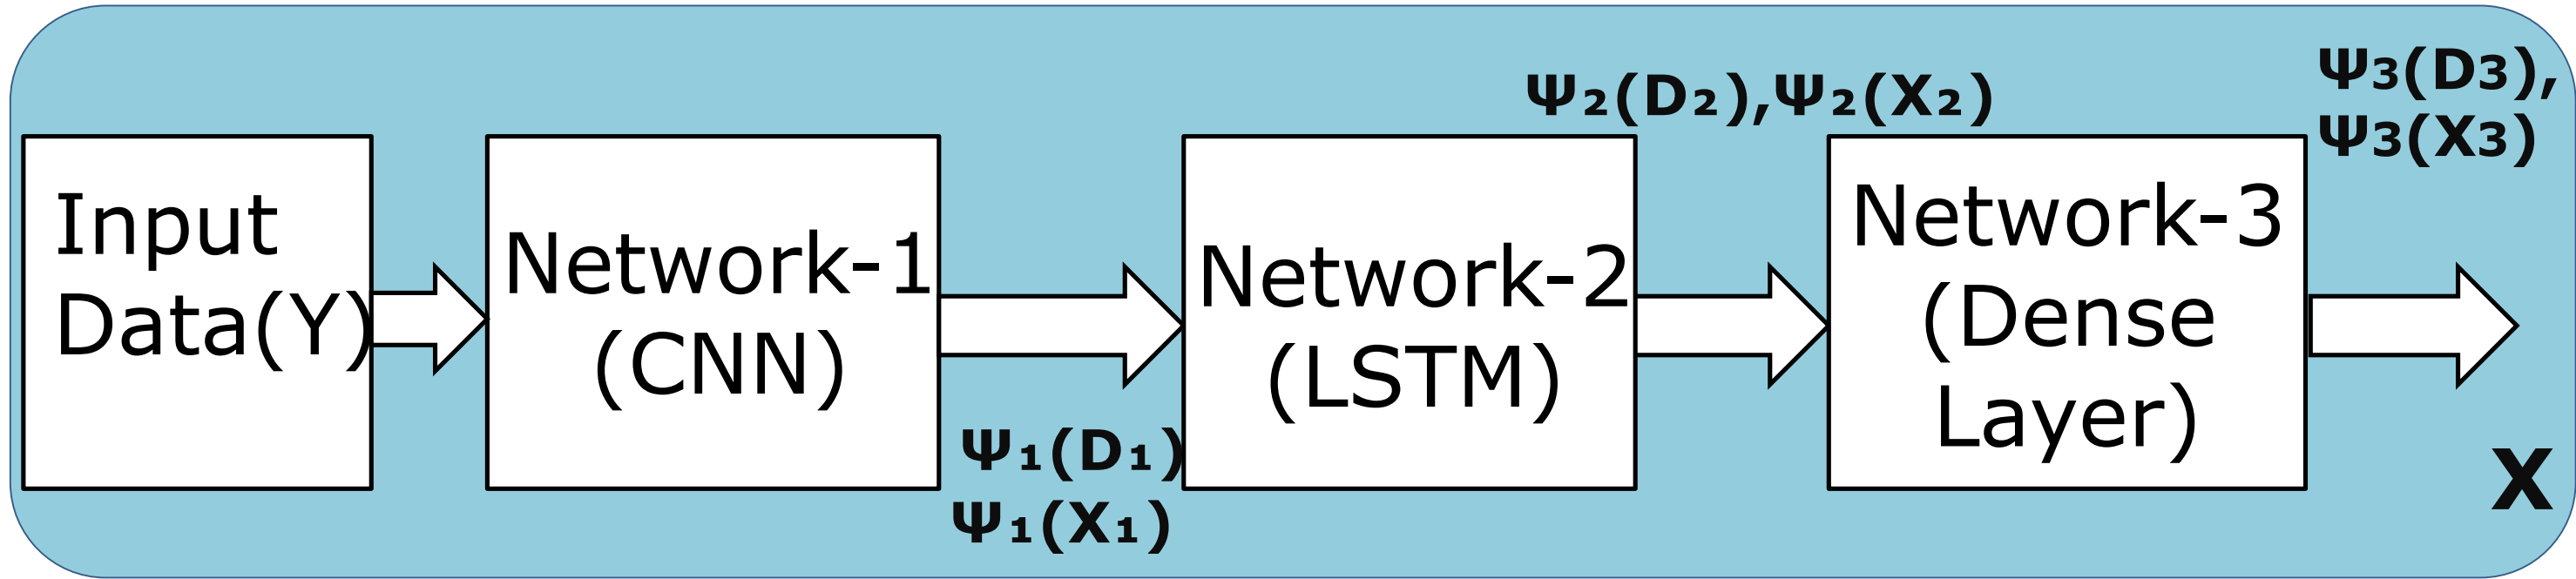 Input
Data(Y)
Network-1
(CNN)
Ψ₁(D₁)
Ψ₁(X₁)
Network-2
(LSTM)
Ψ₂(D₂),Ψ₂(X₂)
Network-3
(Dense
Layer)
Ψ3(D3),
Ψ3(X3)
X